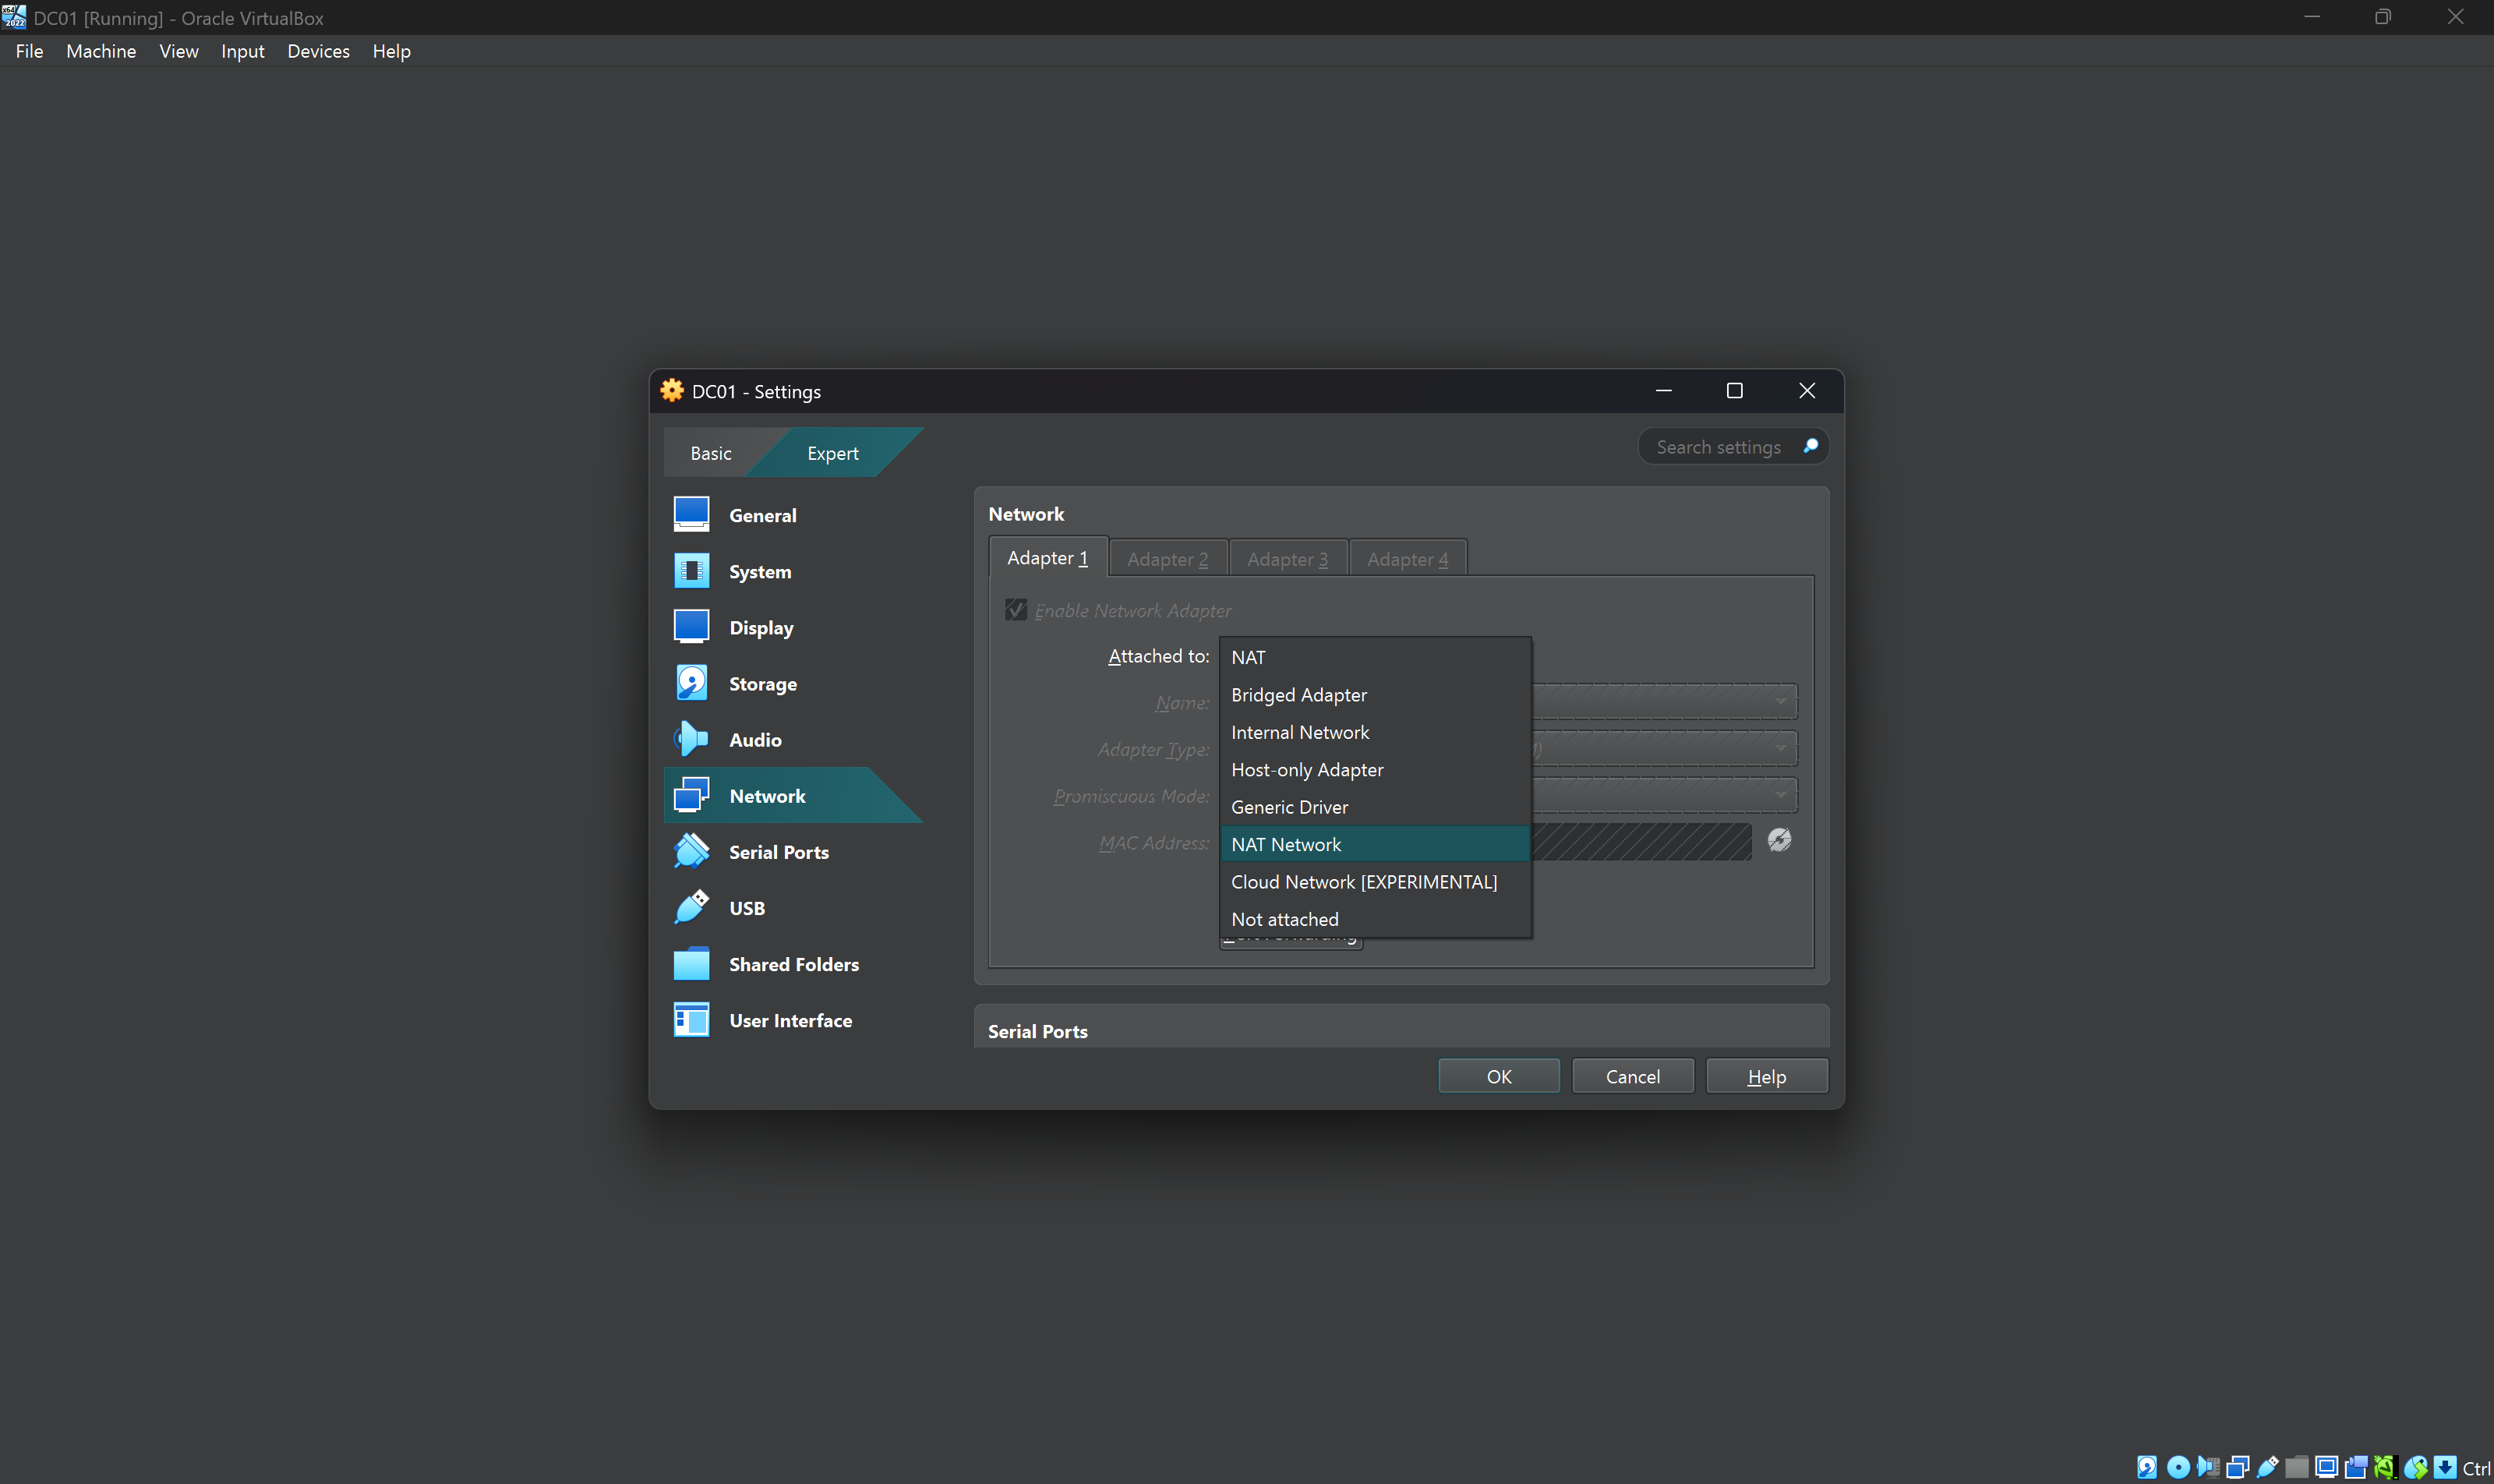 DC01 [Running] - Oracle VirtualBox
File Machine View Input Devices Help
DC01 - Settings
Basic Expert Search settings
General
System
Display
Storage
Audio
Network
Serial Ports
USB
Shared Folders
User Interface
Network
Adapter 1 Adapter 2 Adapter 3 Adapter 4
Enable Network Adapter
Attached to:
Name:
Adapter Type:
Promiscuous Mode:
MAC Address:
NAT
Bridged Adapter
Internal Network
Host-only Adapter
Generic Driver
NAT Network
Cloud Network [EXPERIMENTAL]
Not attached
Serial Ports
OK Cancel Help
Ctrl